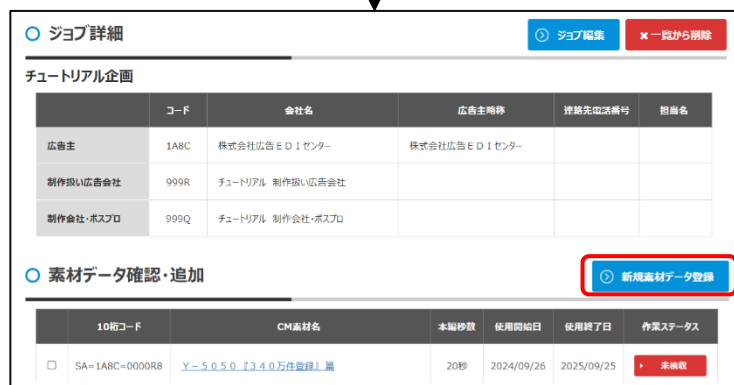 ジョブ詳細 ジョブ編集 ×一覧から削除
チュートリアル企画
コード 会社名 広告主略称 連絡先電話番号 担当名
広告主 1A8C 株式会社広告EDIセンター 株式会社広告EDIセンター
制作扱い広告会社 999R チュートリアル 制作扱い広告会社
制作会社・ポスプロ 999Q チュートリアル 制作会社・ポスプロ
素材データ確認・追加 新規素材データ登録
10桁コード CM素材名 本編秒数 使用開始日 使用終了日 作業ステータス
SA=1A8C=0000R8 Y-5050『340万件登録』篇 20秒 2024/09/26 2025/09/25 未検収